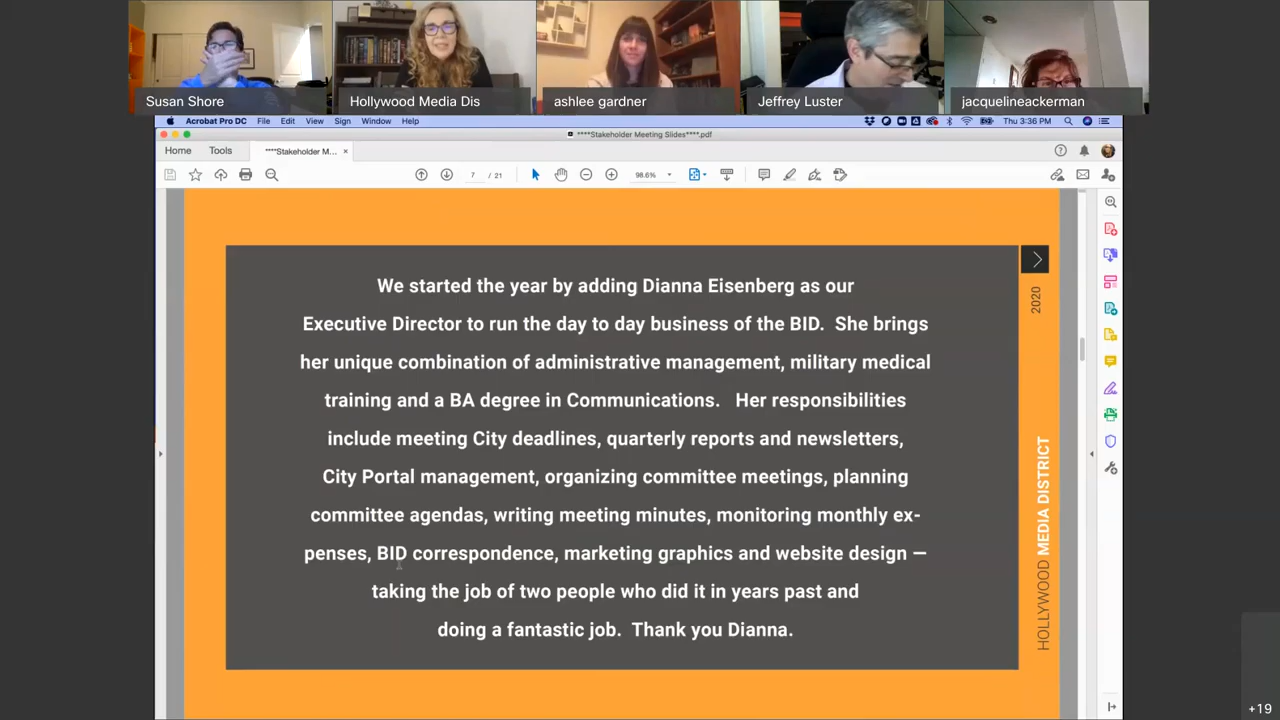 Susan Shore
Hollywood Media Dis
ashlee gardner
Jeffrey Luster
jacquelineackerman
Acrobat Pro DC File Edit View Sign Window Help Thu 3:36 PM
****Stakeholder Meeting Slides****.pdf
Home Tools ****Stakeholder M... ×
7 / 21 98.6%
We started the year by adding Dianna Eisenberg as our
Executive Director to run the day to day business of the BID. She brings
her unique combination of administrative management, military medical
training and a BA degree in Communications. Her responsibilities
include meeting City deadlines, quarterly reports and newsletters,
City Portal management, organizing committee meetings, planning
committee agendas, writing meeting minutes, monitoring monthly ex-
penses, BID correspondence, marketing graphics and website design —
taking the job of two people who did it in years past and
doing a fantastic job. Thank you Dianna.
2020
HOLLYWOOD MEDIA DISTRICT
+19